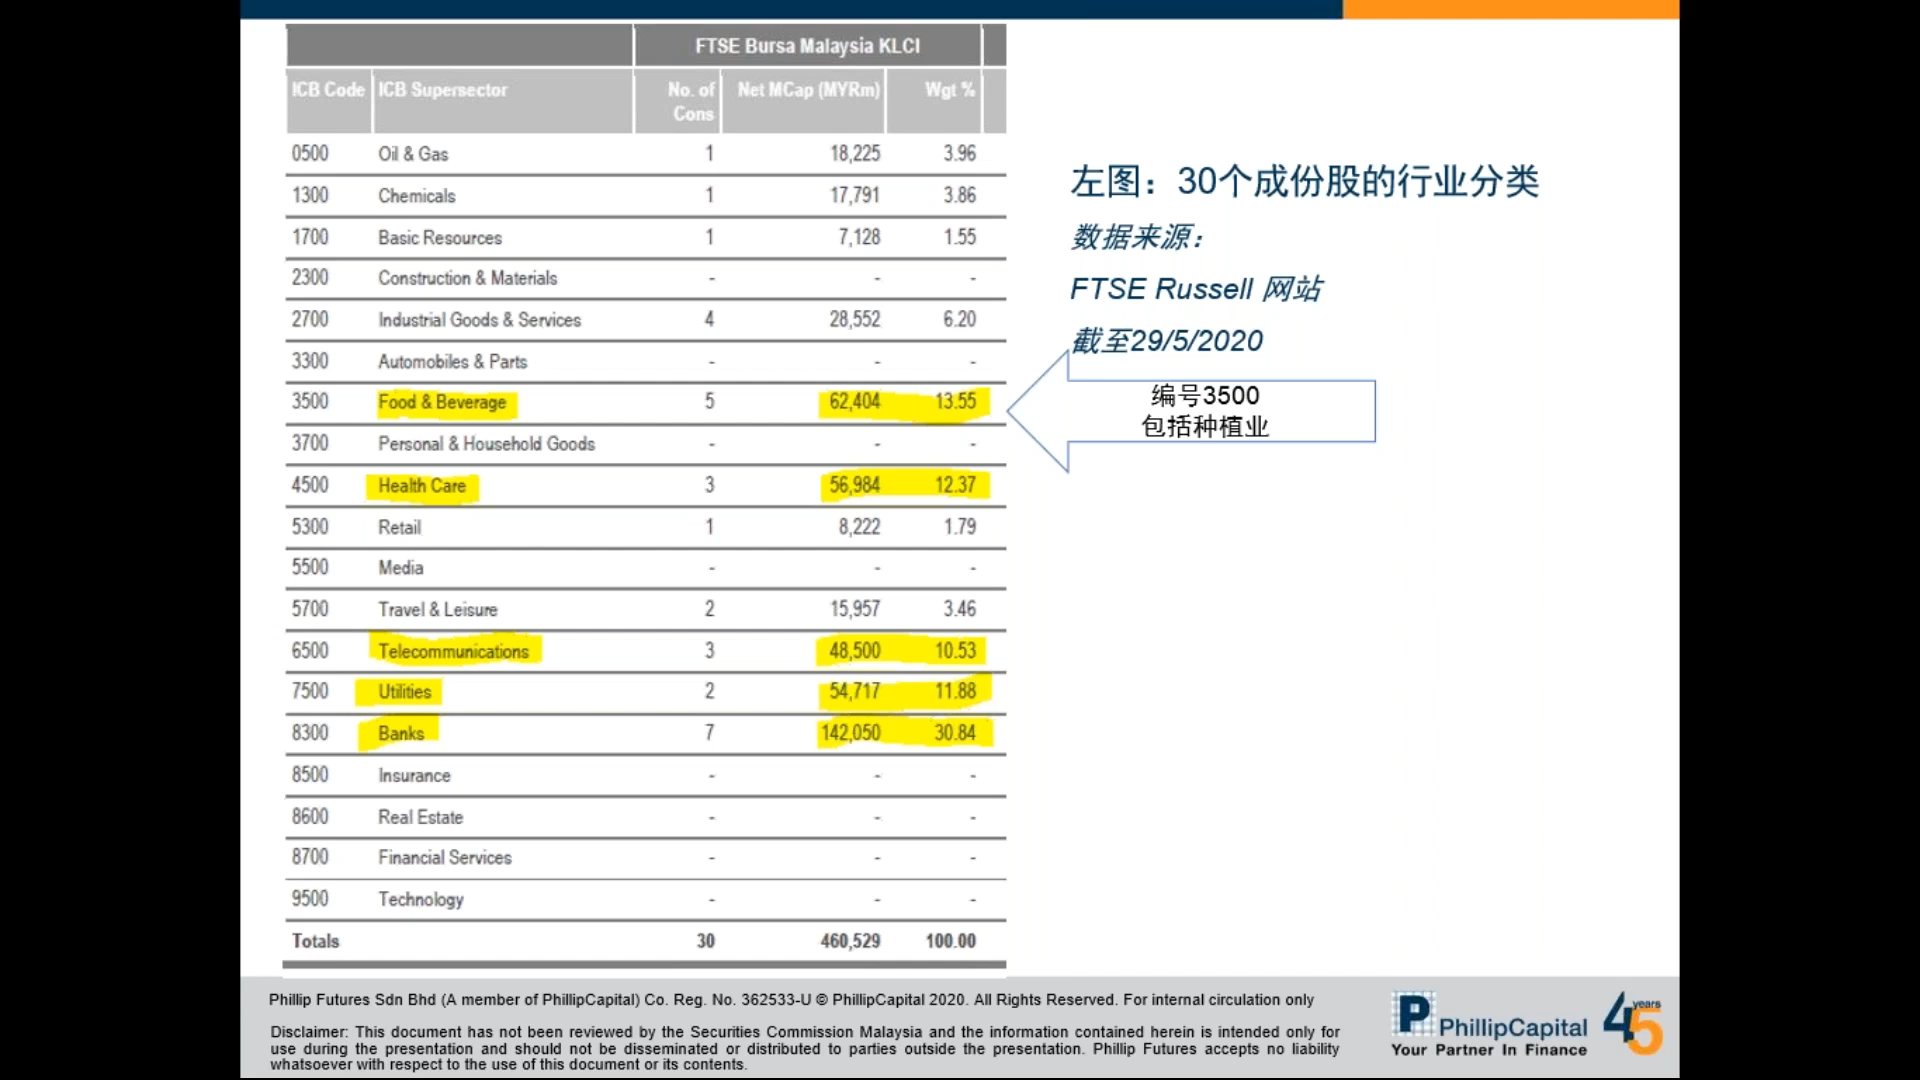 FTSE Bursa Malaysia KLCI
ICB Code ICB Supersector No. of Cons Net MCap (MYRm) Wgt %
0500 Oil & Gas 1 18,225 3.96
1300 Chemicals 1 17,791 3.86
1700 Basic Resources 1 7,128 1.55
2300 Construction & Materials - - -
2700 Industrial Goods & Services 4 28,552 6.20
3300 Automobiles & Parts - - -
3500 Food & Beverage 5 62,404 13.55
3700 Personal & Household Goods - - -
4500 Health Care 3 56,984 12.37
5300 Retail 1 8,222 1.79
5500 Media - - -
5700 Travel & Leisure 2 15,957 3.46
6500 Telecommunications 3 48,500 10.53
7500 Utilities 2 54,717 11.88
8300 Banks 7 142,050 30.84
8500 Insurance - - -
8600 Real Estate - - -
8700 Financial Services - - -
9500 Technology - - -
Totals 30 460,529 100.00
左图：30个成份股的行业分类
数据来源：
FTSE Russell 网站
截至29/5/2020
编号3500
包括种植业
Phillip Futures Sdn Bhd (A member of PhillipCapital) Co. Reg. No. 362533-U © PhillipCapital 2020. All Rights Reserved. For internal circulation only
Disclaimer: This document has not been reviewed by the Securities Commission Malaysia and the information contained herein is intended only for
use during the presentation and should not be disseminated or distributed to parties outside the presentation. Phillip Futures accepts no liability
whatsoever with respect to the use of this document or its contents.
P PhillipCapital
Your Partner In Finance
45 years